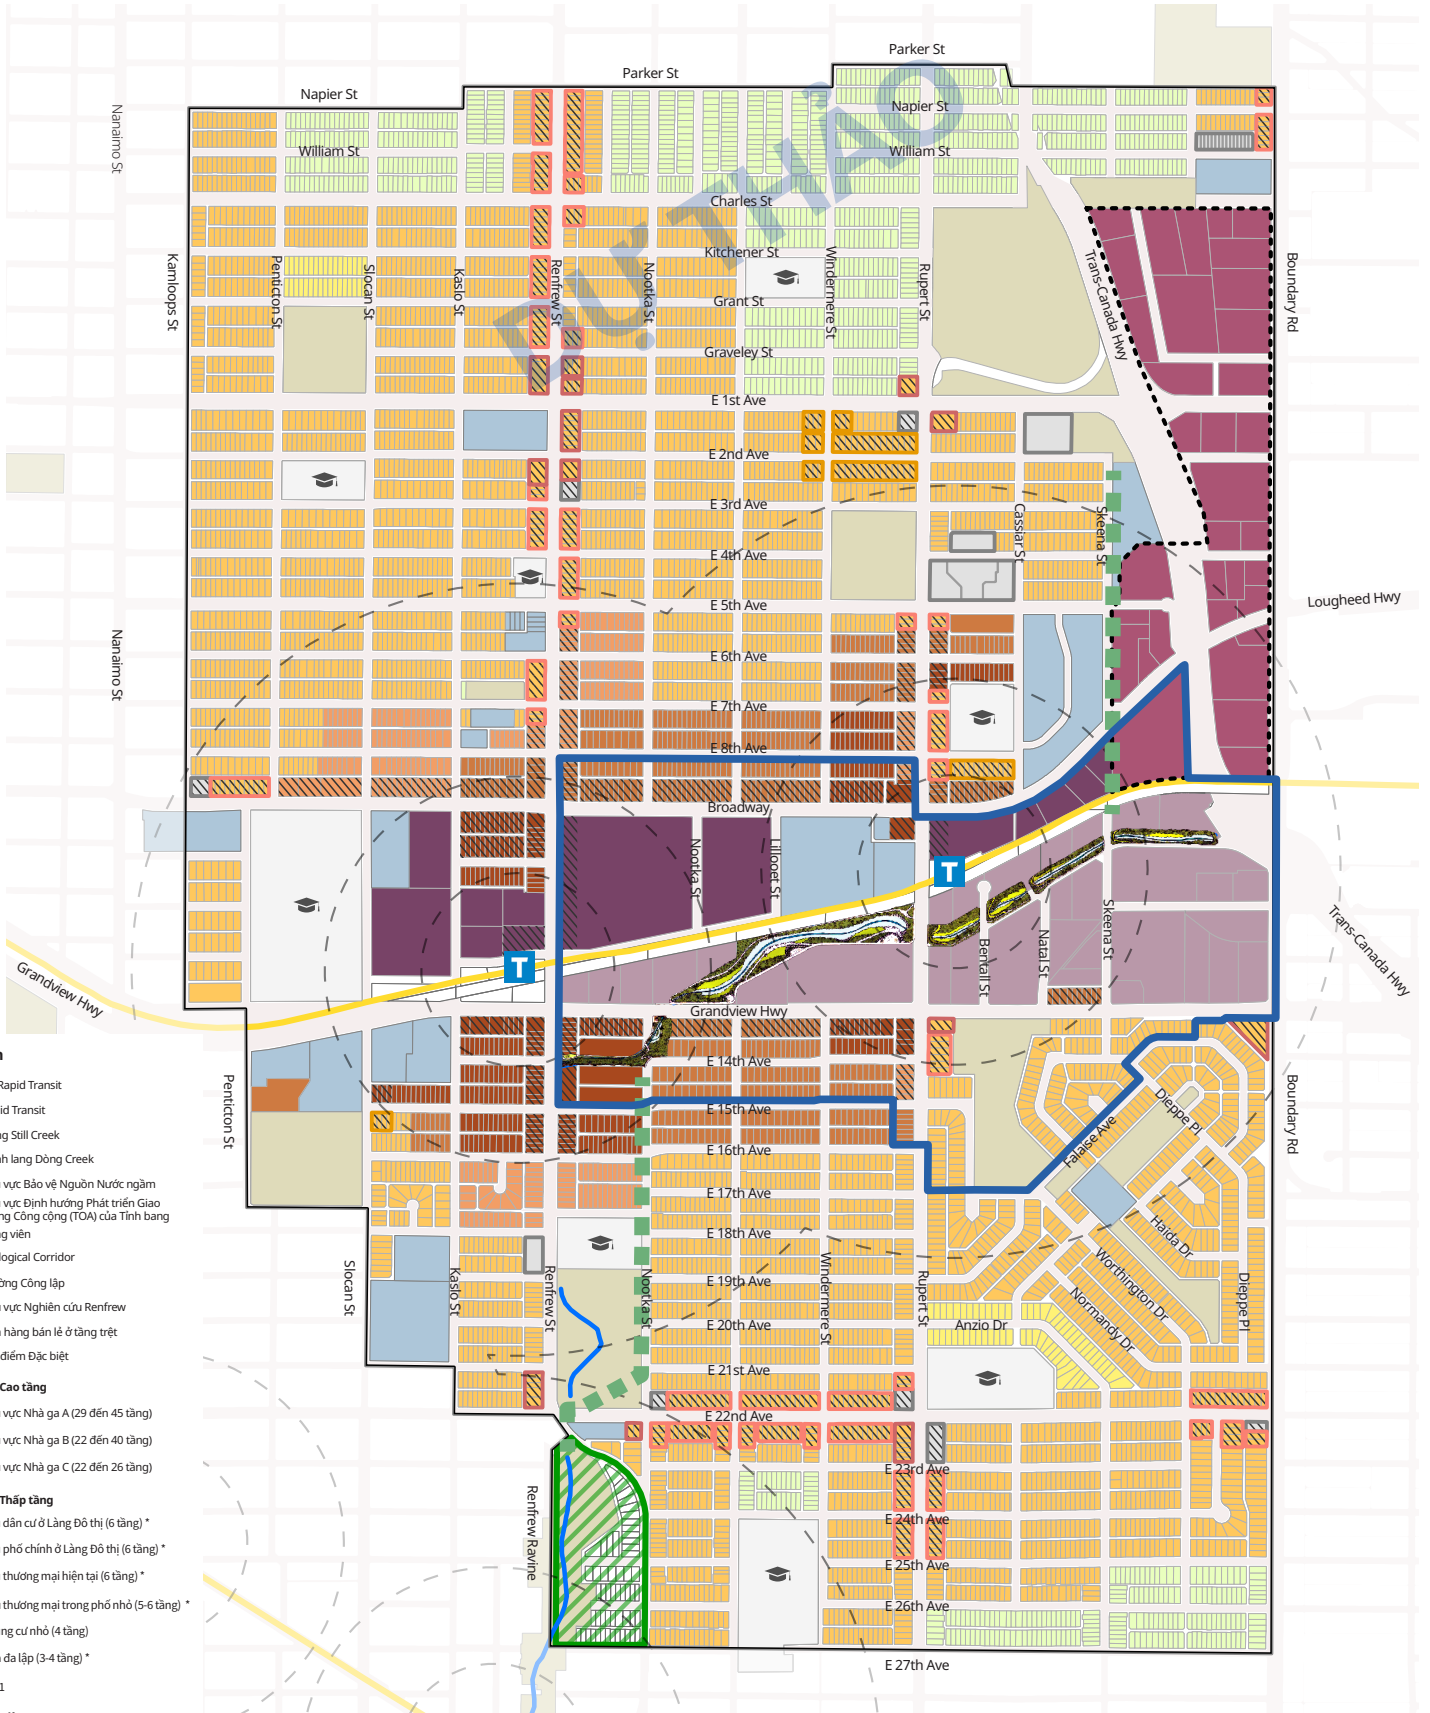 Parker St
Parker St
Napier St
Napier St
Nanaimo St
William St
William St
Charles St
DỰ THẢO
Kitchener St
Kamloops St
Penticton St
Slocan St
Kaslo St
Renfrew St
Nootka St
Windermere St
Rupert St
Trans-Canada Hwy
Boundary Rd
Grant St
Graveley St
E 1st Ave
E 2nd Ave
E 3rd Ave
Cassiar St
Skeena St
E 4th Ave
E 5th Ave
Lougheed Hwy
Nanaimo St
E 6th Ave
E 7th Ave
E 8th Ave
Broadway
Nootka St
Lillooet St
T
T
Skeena St
Natal St
Bentall St
Trans-Canada Hwy
Grandview Hwy
Grandview Hwy
E 14th Ave
Rapid Transit
id Transit
ng Still Creek
nh lang Dòng Creek
vực Bảo vệ Nguồn Nước ngầm
vực Định hướng Phát triển Giao
ng Công cộng (TOA) của Tỉnh bang
g viên
logical Corridor
ờng Công lập
vực Nghiên cứu Renfrew
hàng bán lẻ ở tầng trệt
điểm Đặc biệt
Cao tầng
vực Nhà ga A (29 đến 45 tầng)
vực Nhà ga B (22 đến 40 tầng)
vực Nhà ga C (22 đến 26 tầng)
Thấp tầng
dân cư ở Làng Đô thị (6 tầng) *
phố chính ở Làng Đô thị (6 tầng) *
thương mại hiện tại (6 tầng) *
thương mại trong phố nhỏ (5-6 tầng) *
ng cư nhỏ (4 tầng)
đa lập (3-4 tầng) *
1
Penticton St
E 15th Ave
Dieppe Pl
Falaise Ave
Boundary Rd
E 16th Ave
E 17th Ave
E 18th Ave
Haida Dr
Slocan St
Kaslo St
Renfrew St
Nootka St
Windermere St
Rupert St
Worthington Dr
Normandy Dr
Dieppe Pl
E 19th Ave
E 20th Ave
Anzio Dr
E 21st Ave
E 22nd Ave
E 23rd Ave
Renfrew Ravine
E 24th Ave
E 25th Ave
E 26th Ave
E 27th Ave